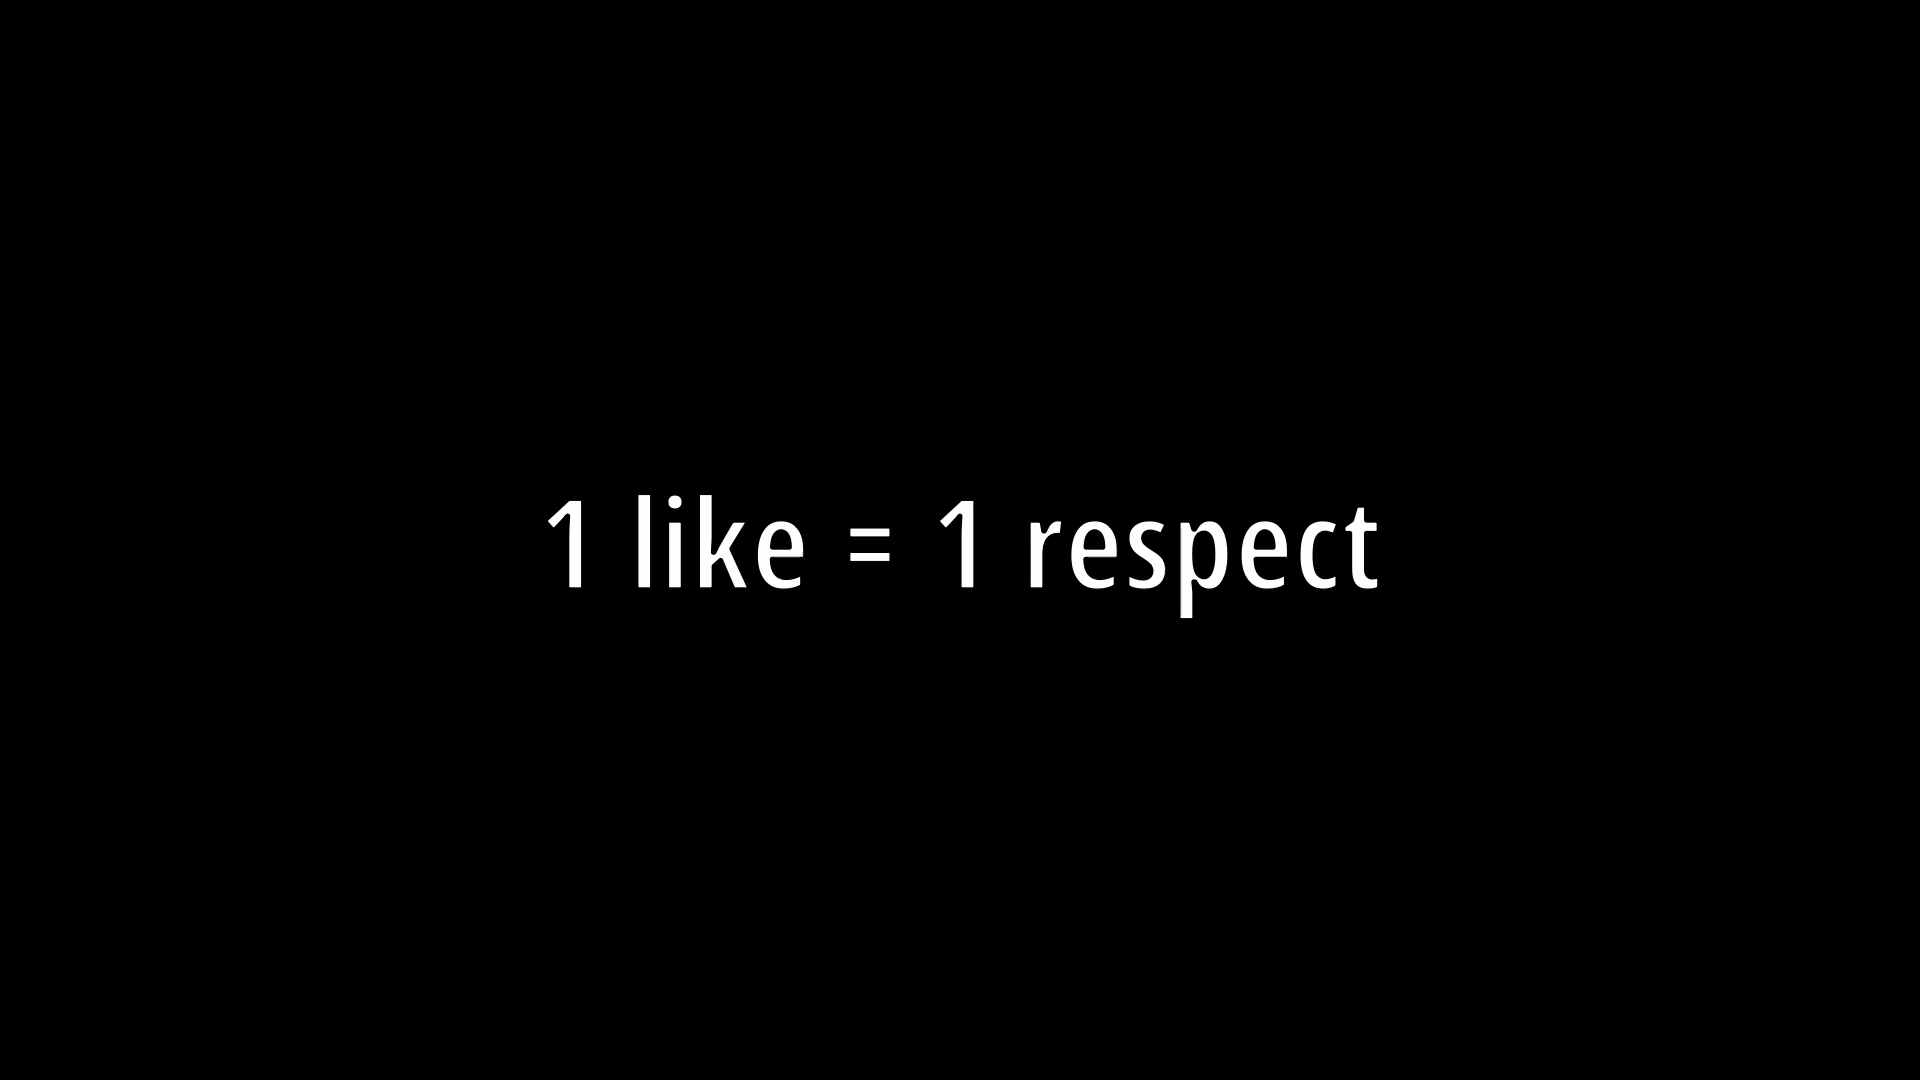 1 like = 1 respect